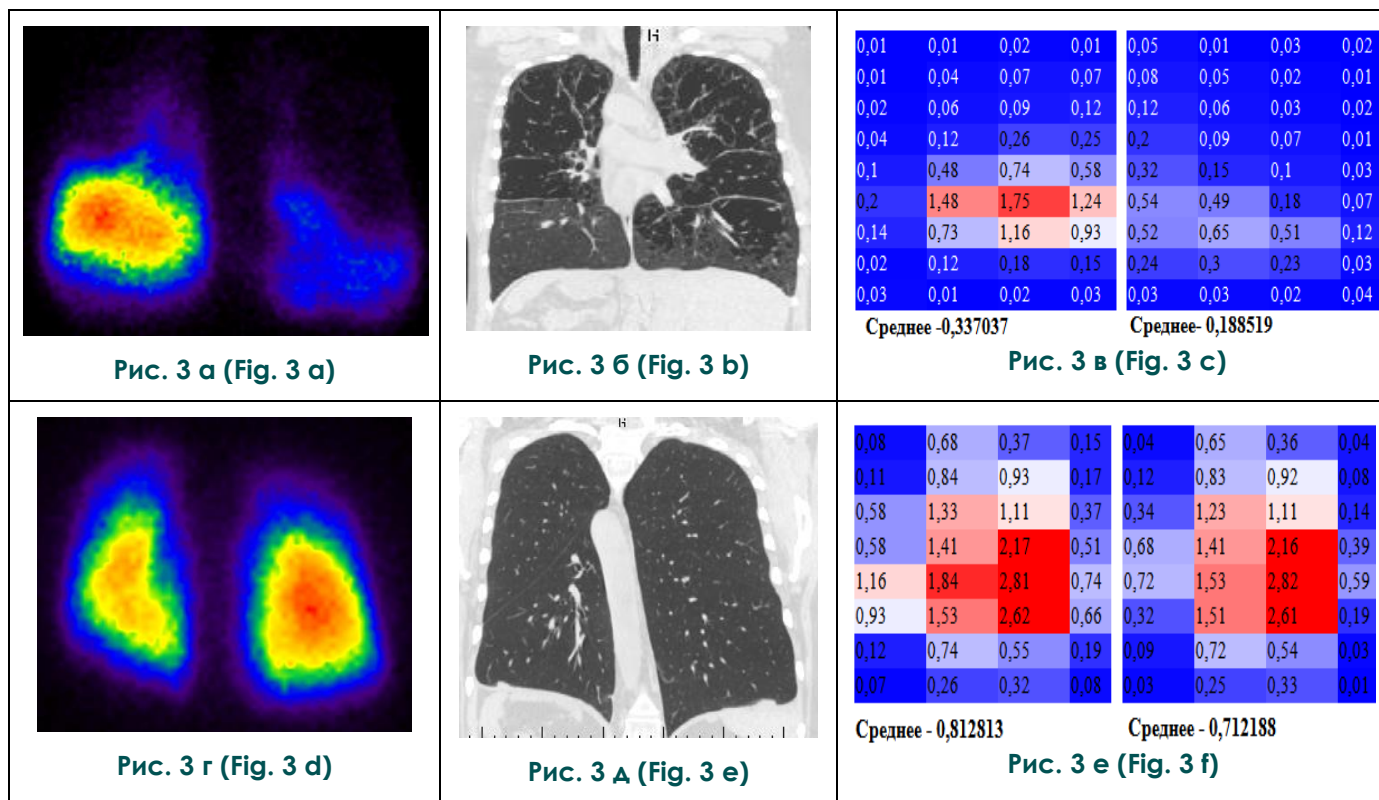 H
0,01 0,01 0,02 0,01 0,05 0,01 0,03 0,02
0,01 0,04 0,07 0,07 0,08 0,05 0,02 0,01
0,02 0,06 0,09 0,12 0,12 0,06 0,03 0,02
0,04 0,12 0,26 0,25 0,2 0,09 0,07 0,01
0,1 0,48 0,74 0,58 0,32 0,15 0,1 0,03
0,2 1,48 1,75 1,24 0,54 0,49 0,18 0,07
0,14 0,73 1,16 0,93 0,52 0,65 0,51 0,12
0,02 0,12 0,18 0,15 0,24 0,3 0,23 0,03
0,03 0,01 0,02 0,03 0,03 0,03 0,02 0,04
Среднее -0,337037 Среднее- 0,188519
Рис. 3 а (Fig. 3 a)
Рис. 3 б (Fig. 3 b)
Рис. 3 в (Fig. 3 c)
H
0,08 0,68 0,37 0,15 0,04 0,65 0,36 0,04
0,11 0,84 0,93 0,17 0,12 0,83 0,92 0,08
0,58 1,33 1,11 0,37 0,34 1,23 1,11 0,14
0,58 1,41 2,17 0,51 0,68 1,41 2,16 0,39
1,16 1,84 2,81 0,74 0,72 1,53 2,82 0,59
0,93 1,53 2,62 0,66 0,32 1,51 2,61 0,19
0,12 0,74 0,55 0,19 0,09 0,72 0,54 0,03
0,07 0,26 0,32 0,08 0,03 0,25 0,33 0,01
Среднее - 0,812813 Среднее - 0,712188
Рис. 3 г (Fig. 3 d)
Рис. 3 д (Fig. 3 e)
Рис. 3 е (Fig. 3 f)